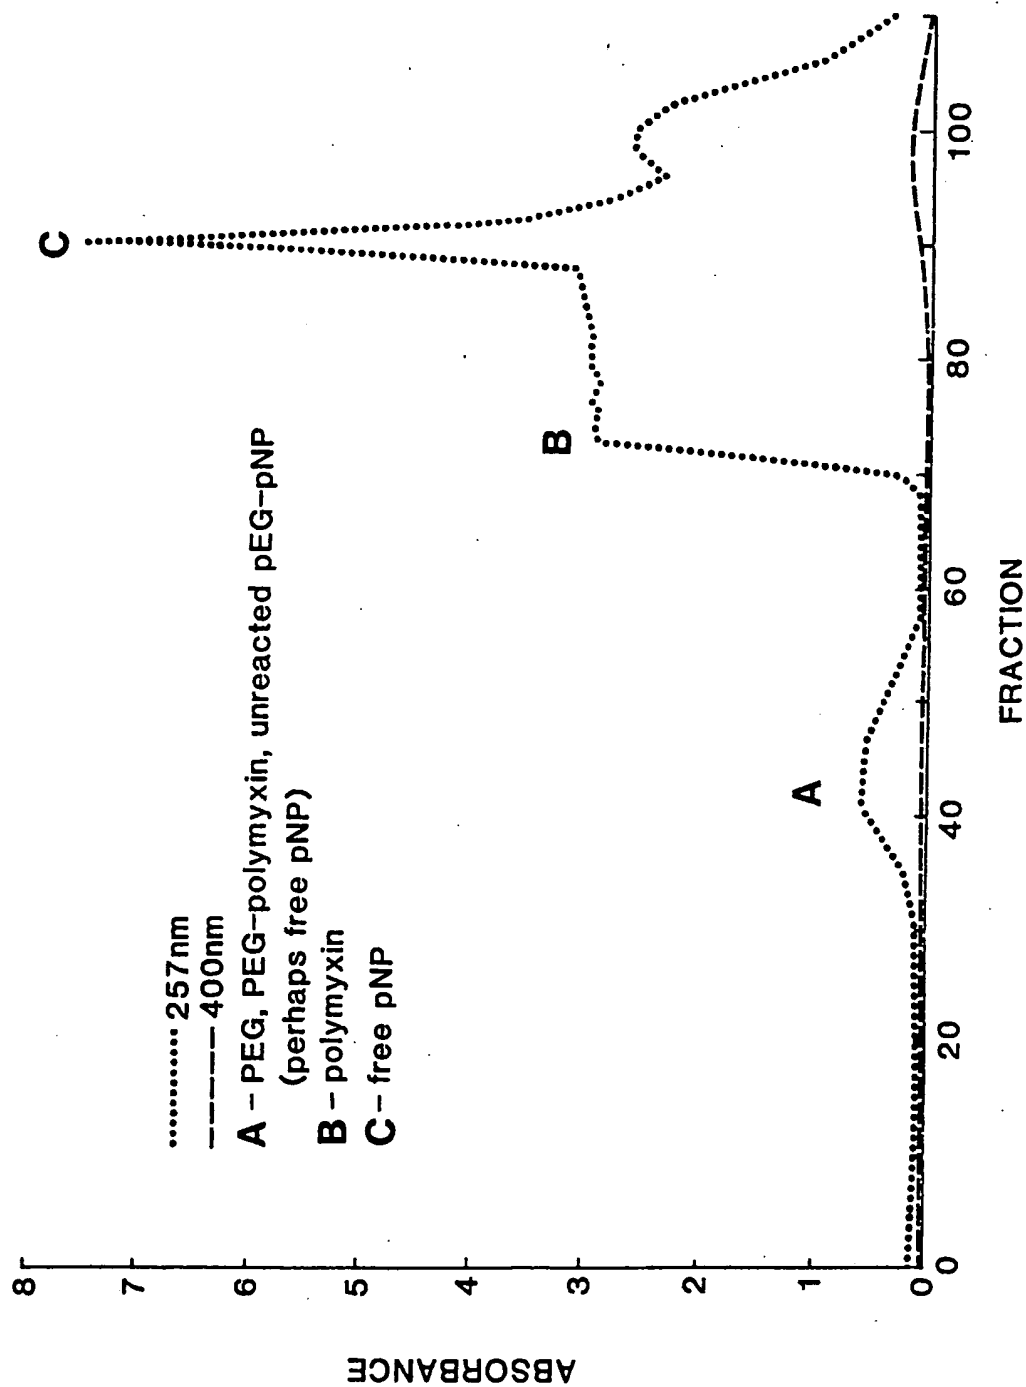 ABSORBANCE
8
7
6
5
4
3
2
1
0
0
20
40
60
80
100
FRACTION
257nm
400nm
A – PEG, PEG-polymyxin, unreacted pEG-pNP
(perhaps free pNP)
B – polymyxin
C – free pNP
A
B
C